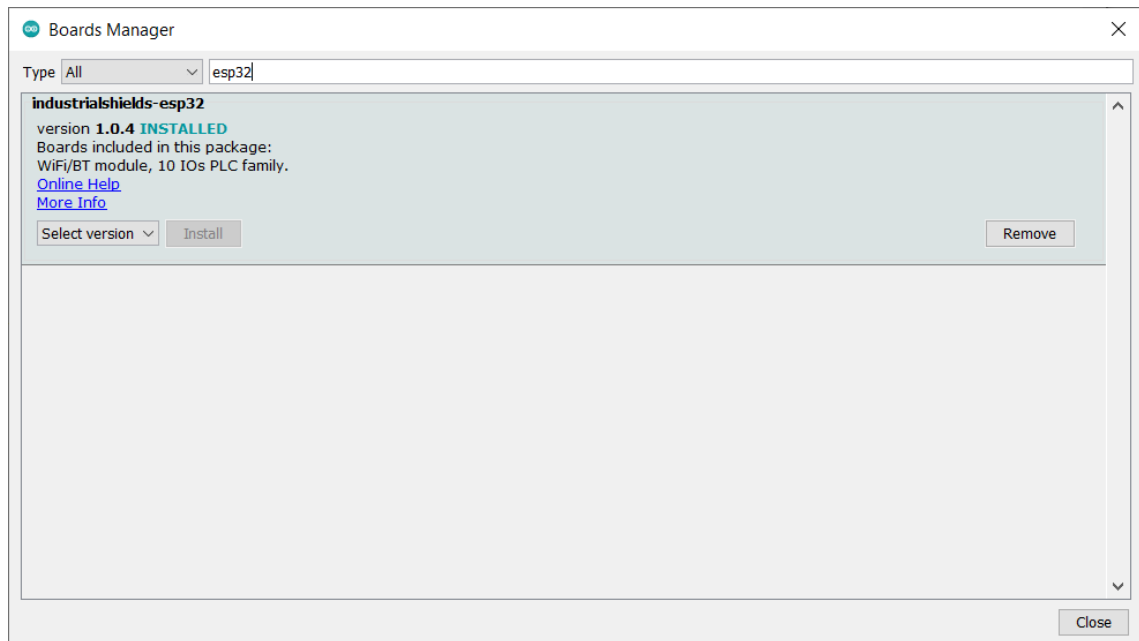 Boards Manager
Type All esp32
industrialshields-esp32
version 1.0.4 INSTALLED
Boards included in this package:
WiFi/BT module, 10 IOs PLC family.
Online Help
More Info
Select version Install Remove
Close